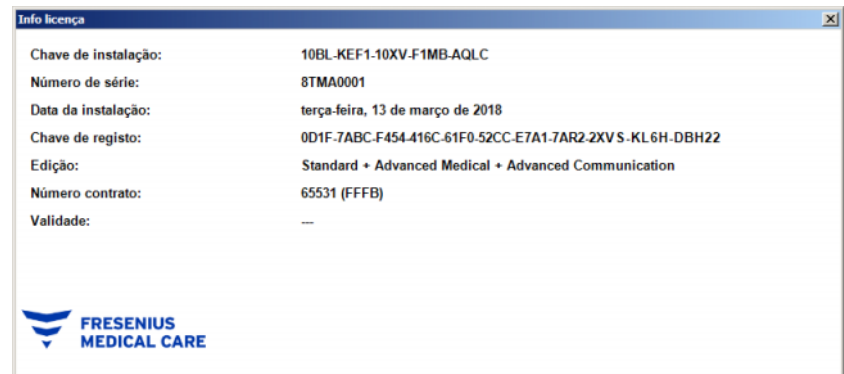 Info licença
Chave de instalação: 10BL-KEF1-10XV-F1MB-AQLC
Número de série: 8TMA0001
Data da instalação: terça-feira, 13 de março de 2018
Chave de registo: 0D1F-7ABC-F454-416C-61F0-52CC-E7A1-7AR2-2XVS-KL6H-DBH22
Edição: Standard + Advanced Medical + Advanced Communication
Número contrato: 65531 (FFFB)
Validade: ---
FRESENIUS
MEDICAL CARE